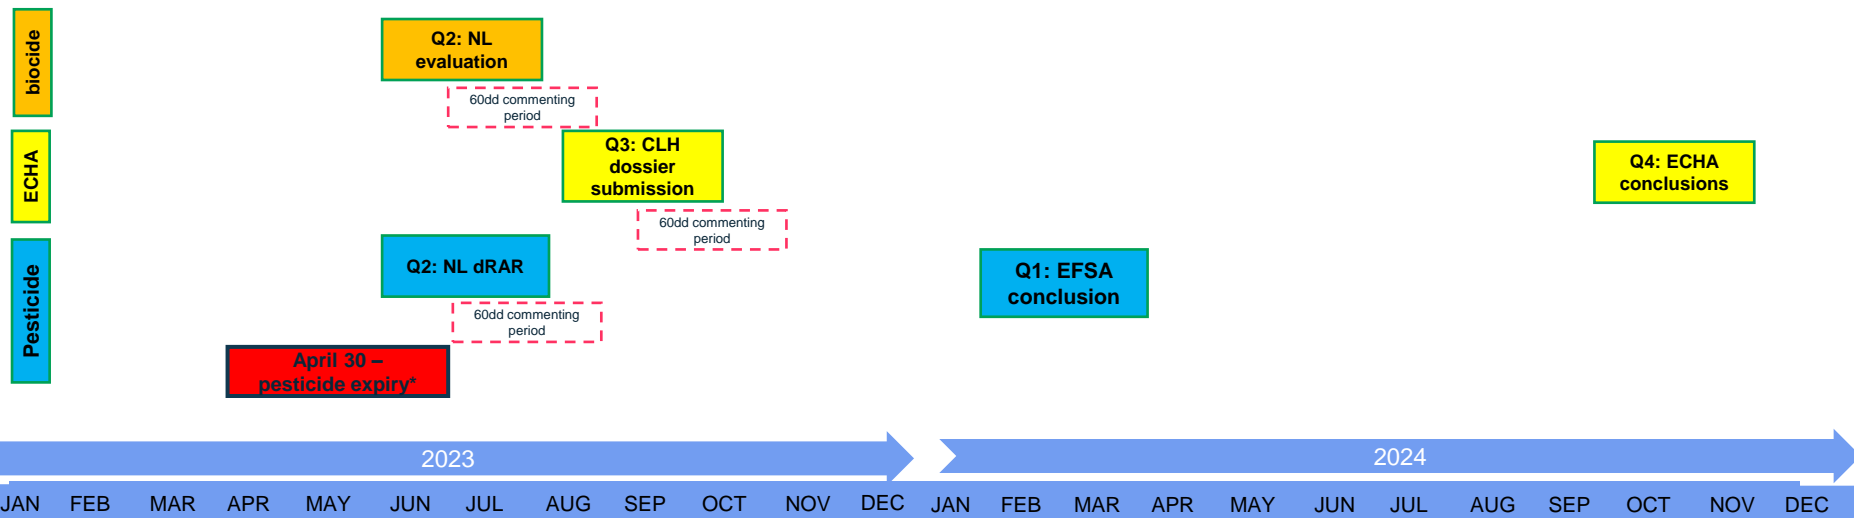 biocide
Q2: NL
evaluation
60dd commenting
period
ECHA
Q3: CLH
dossier
submission
60dd commenting
period
Q4: ECHA
conclusions
Pesticide
Q2: NL dRAR
60dd commenting
period
Q1: EFSA
conclusion
April 30 –
pesticide expiry*
2023
2024
JAN FEB MAR APR MAY JUN JUL AUG SEP OCT NOV DEC JAN FEB MAR APR MAY JUN JUL AUG SEP OCT NOV DEC